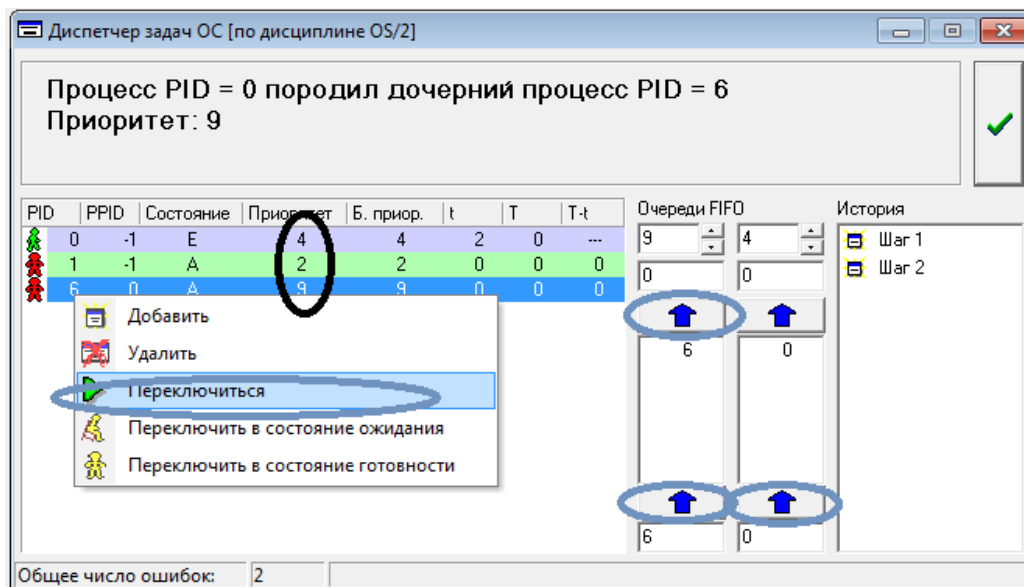 Диспетчер задач ОС [по дисциплине OS/2]
Процесс PID = 0 породил дочерний процесс PID = 6
Приоритет: 9
PID PPID Состояние Приоритет Б. приор. t T T-t
0 -1 E 4 4 2 0 ---
1 -1 A 2 2 0 0 0
6 0 A 9 9 0 0 0
Добавить
Удалить
Переключиться
Переключить в состояние ожидания
Переключить в состояние готовности
Очереди FIFO
9 4
0 0
6 0
6 0
История
Шаг 1
Шаг 2
Общее число ошибок: 2